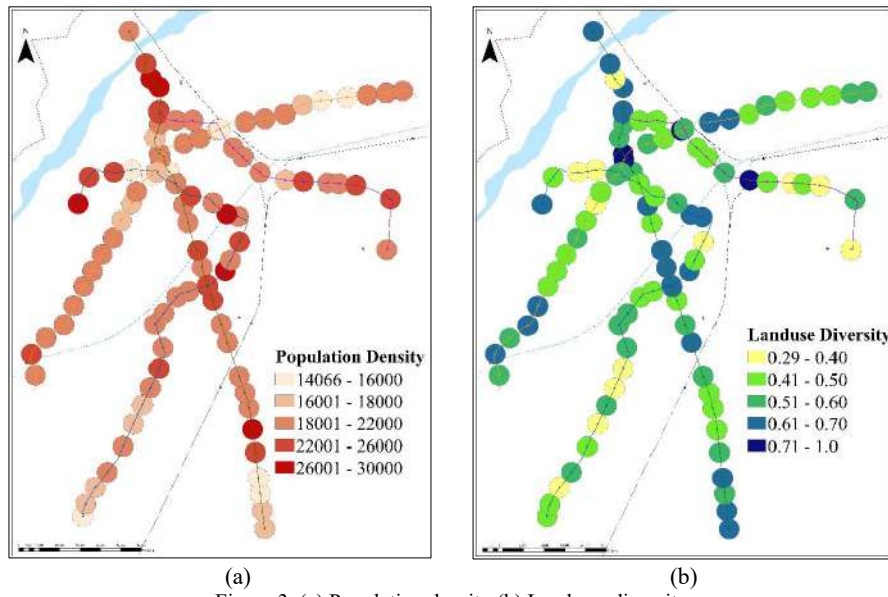 N
N
Population Density
14066 - 16000
16001 - 18000
18001 - 22000
22001 - 26000
26001 - 30000
Landuse Diversity
0.29 - 0.40
0.41 - 0.50
0.51 - 0.60
0.61 - 0.70
0.71 - 1.0
(a)
(b)